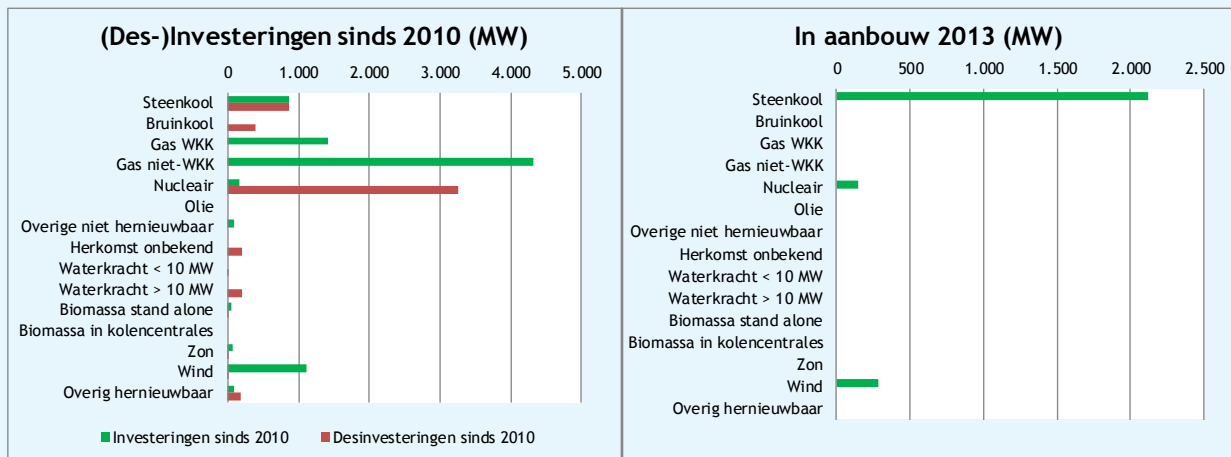 (Des-)Investeringen sinds 2010 (MW)
0 1.000 2.000 3.000 4.000 5.000
Steenkool
Bruinkool
Gas WKK
Gas niet-WKK
Nucleair
Olie
Overige niet hernieuwbaar
Herkomst onbekend
Waterkracht < 10 MW
Waterkracht > 10 MW
Biomassa stand alone
Biomassa in kolencentrales
Zon
Wind
Overig hernieuwbaar
Investeringen sinds 2010 Desinvesteringen sinds 2010
In aanbouw 2013 (MW)
0 500 1.000 1.500 2.000 2.500
Steenkool
Bruinkool
Gas WKK
Gas niet-WKK
Nucleair
Olie
Overige niet hernieuwbaar
Herkomst onbekend
Waterkracht < 10 MW
Waterkracht > 10 MW
Biomassa stand alone
Biomassa in kolencentrales
Zon
Wind
Overig hernieuwbaar